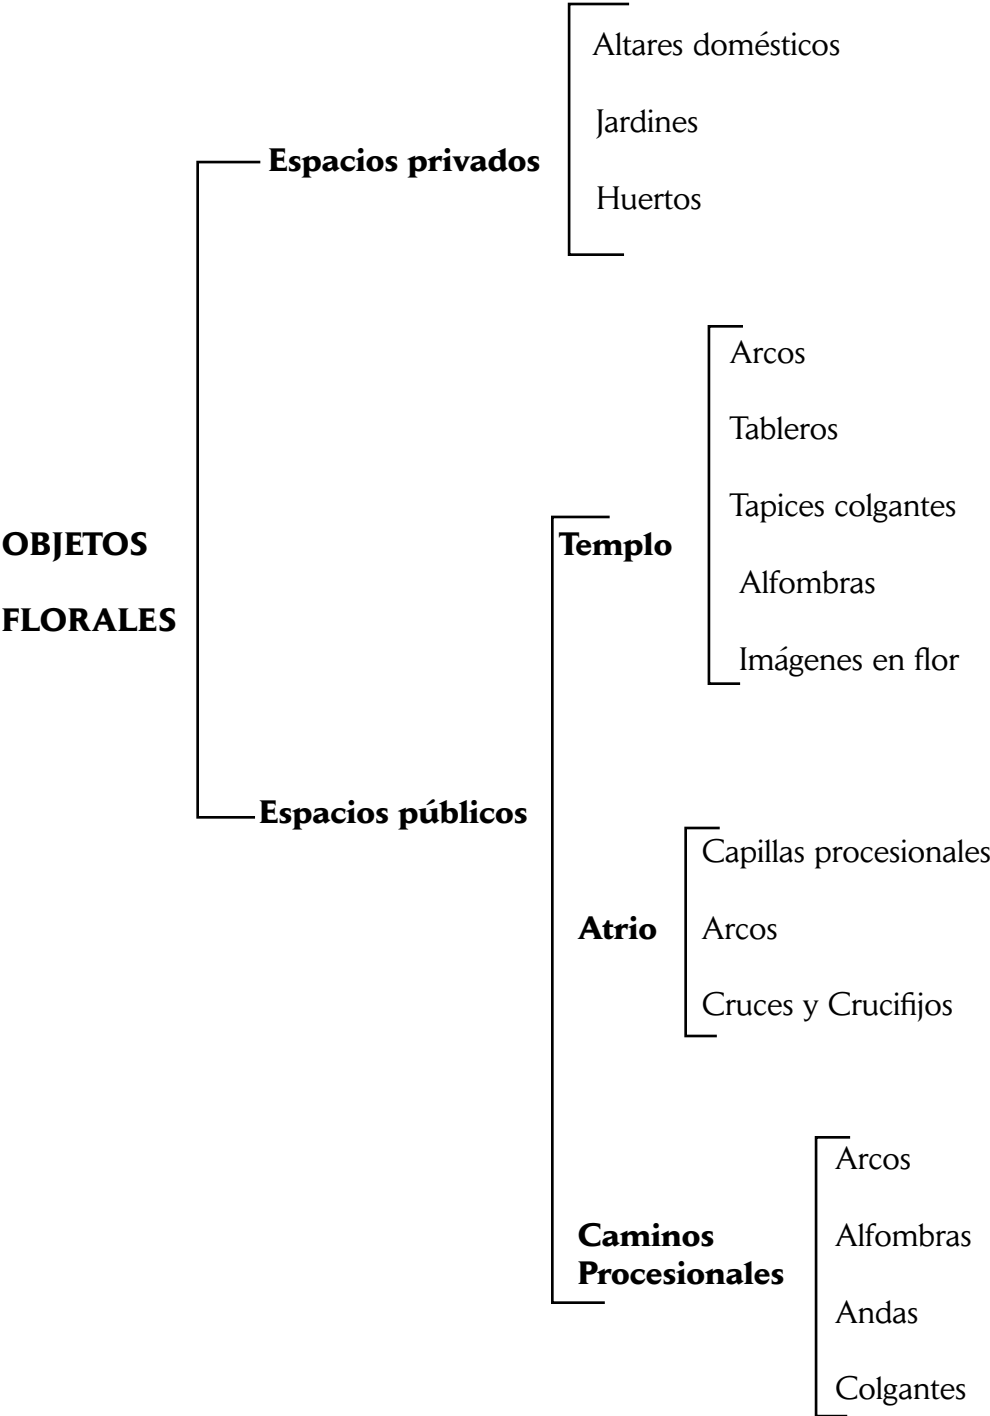 OBJETOS
FLORALES
Espacios privados
Altares domésticos
Jardines
Huertos
Espacios públicos
Templo
Arcos
Tableros
Tapices colgantes
Alfombras
Imágenes en flor
Atrio
Capillas procesionales
Arcos
Cruces y Crucifijos
Caminos
Procesionales
Arcos
Alfombras
Andas
Colgantes